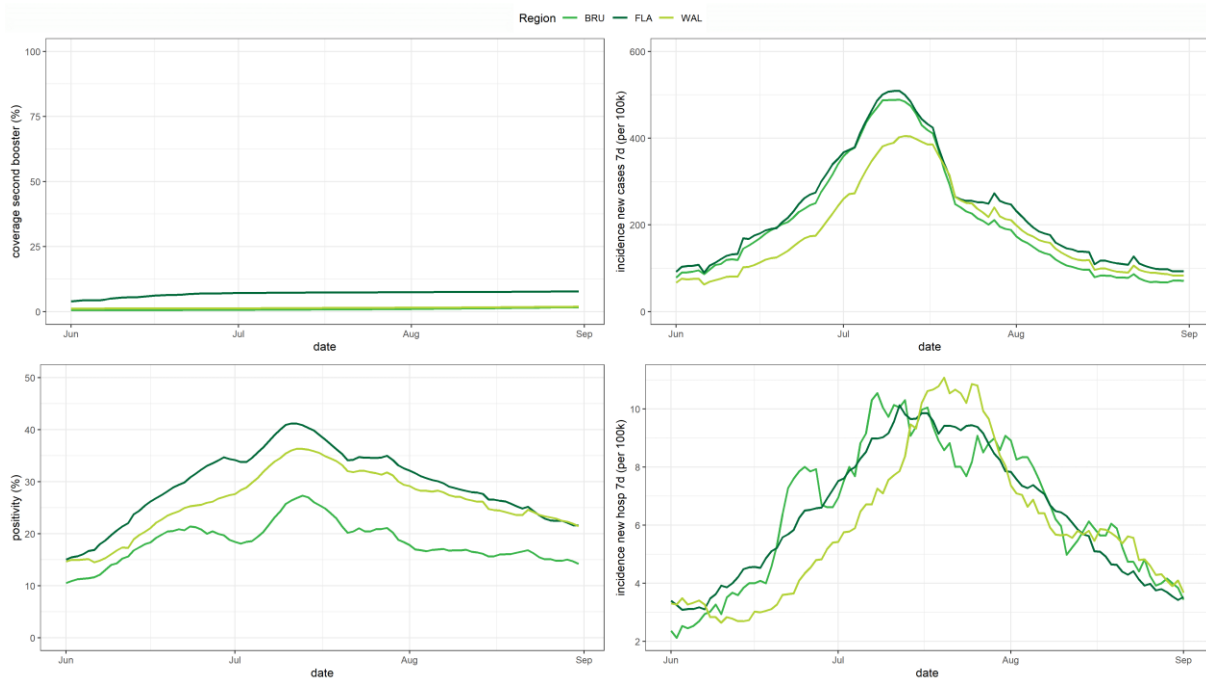 Region BRU FLA WAL
coverage second booster (%)
100
75
50
25
0
Jun Jul Aug Sep
date
incidence new cases 7d (per 100k)
600
400
200
0
Jun Jul Aug Sep
date
positivity (%)
50
40
30
20
10
0
Jun Jul Aug Sep
date
incidence new hosp 7d (per 100k)
10
8
6
4
2
Jun Jul Aug Sep
date